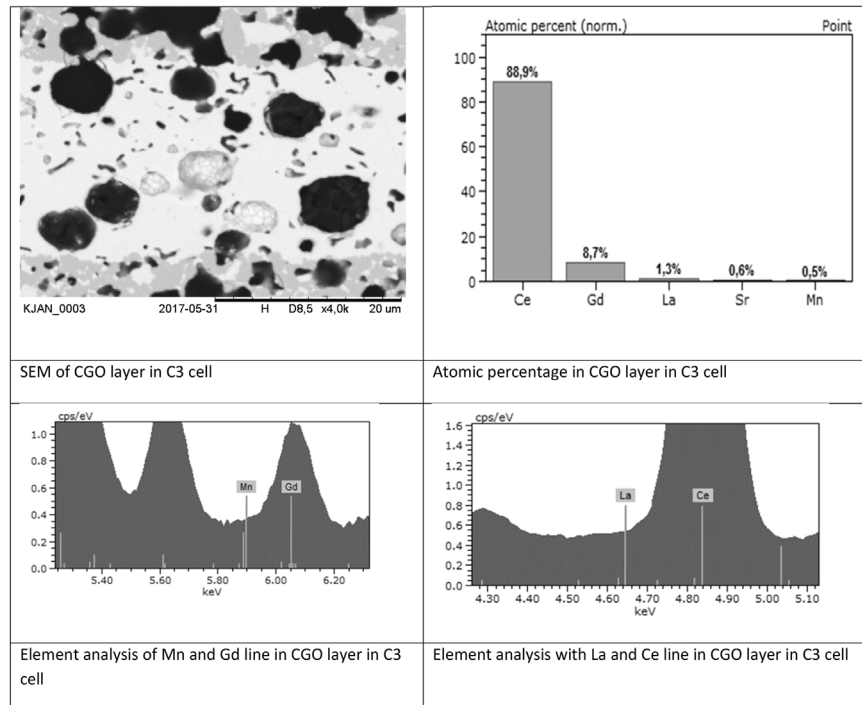 KJAN_0003 2017-05-31 H D8,5 x4,0k 20 um
Atomic percent (norm.) Point
100
80
60
40
20
0
88,9%
8,7%
1,3%
0,6%
0,5%
Ce Gd La Sr Mn
SEM of CGO layer in C3 cell
Atomic percentage in CGO layer in C3 cell
cps/eV
1.0
0.8
0.6
0.4
0.2
0.0
Mn Gd
5.40 5.60 5.80 6.00 6.20
keV
cps/eV
1.6
1.4
1.2
1.0
0.8
0.6
0.4
0.2
0.0
La Ce
4.30 4.40 4.50 4.60 4.70 4.80 4.90 5.00 5.10
keV
Element analysis of Mn and Gd line in CGO layer in C3
cell
Element analysis with La and Ce line in CGO layer in C3 cell